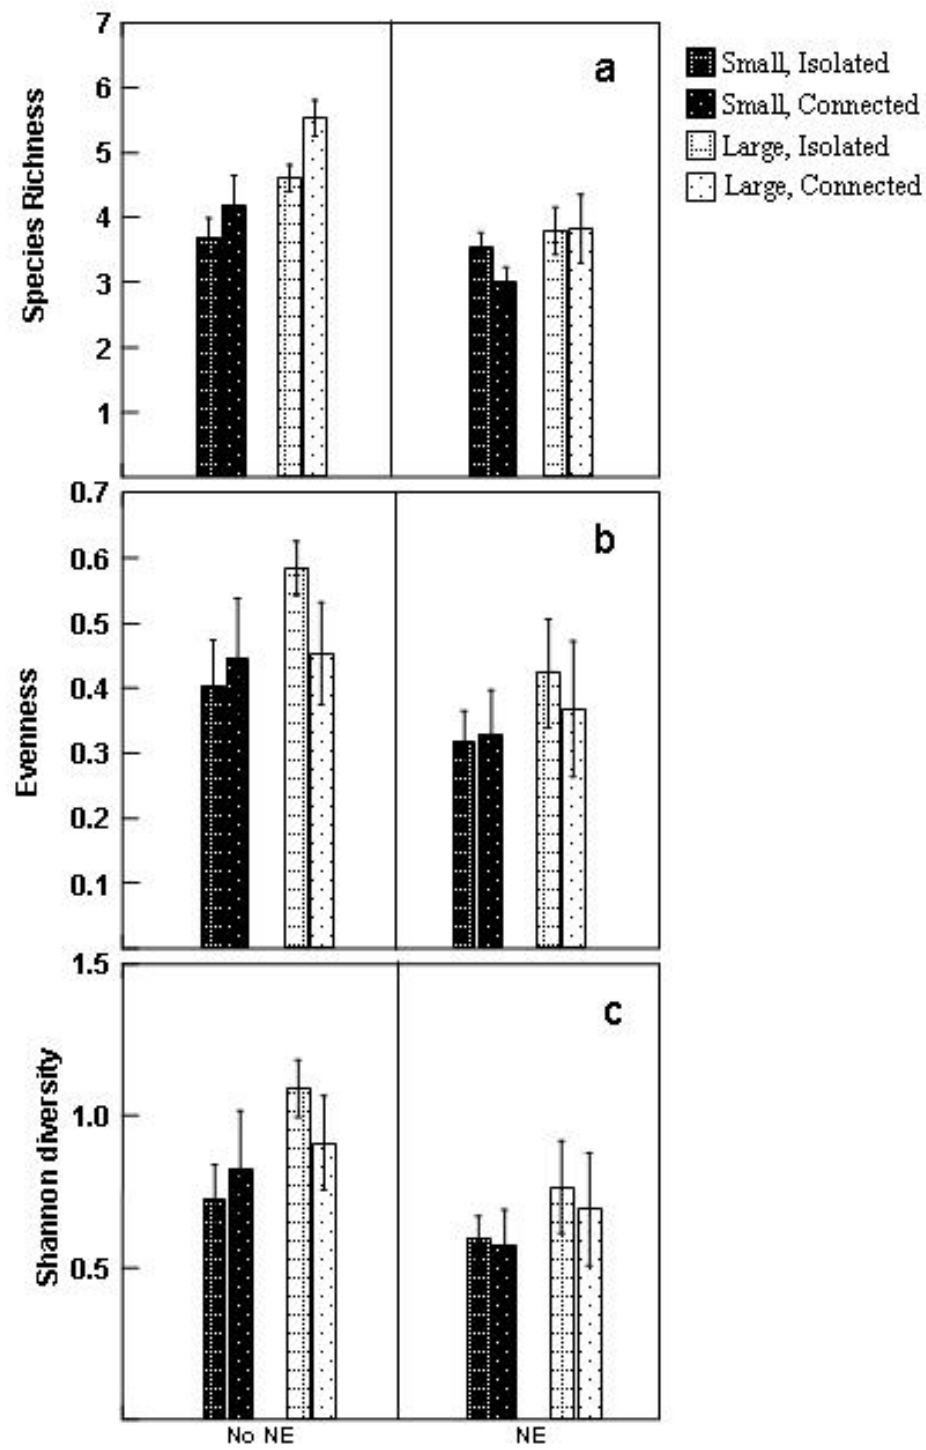 7
6
5
4
3
2
1
Species Richness
a
Small, Isolated
Small, Connected
Large, Isolated
Large, Connected
0.7
0.6
0.5
0.4
0.3
0.2
0.1
Evenness
b
1.5
1.0
0.5
Shannon diversity
c
No NE
NE